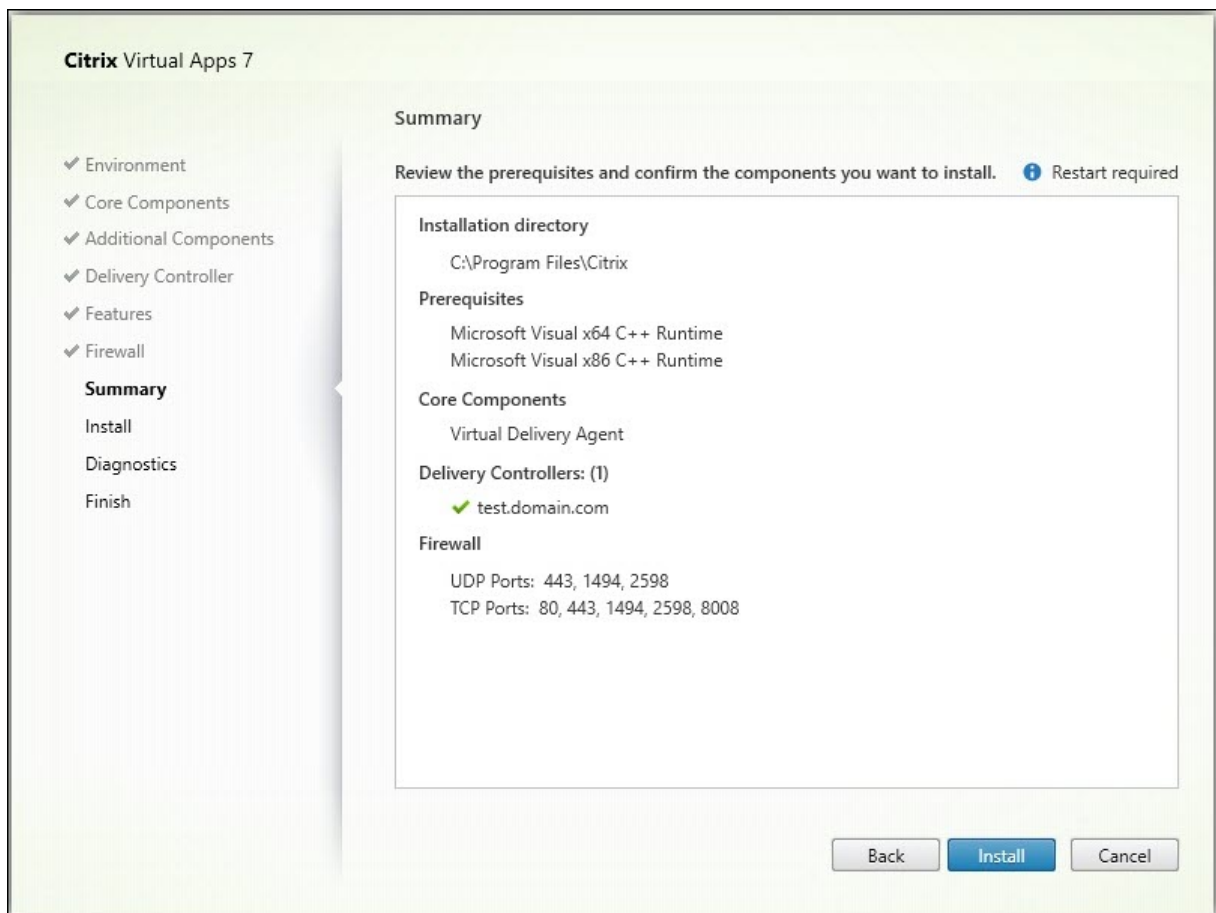 Citrix Virtual Apps 7
Environment
Core Components
Additional Components
Delivery Controller
Features
Firewall
Summary
Install
Diagnostics
Finish
Summary
Review the prerequisites and confirm the components you want to install.
Restart required
Installation directory
C:\Program Files\Citrix
Prerequisites
Microsoft Visual x64 C++ Runtime
Microsoft Visual x86 C++ Runtime
Core Components
Virtual Delivery Agent
Delivery Controllers: (1)
test.domain.com
Firewall
UDP Ports: 443, 1494, 2598
TCP Ports: 80, 443, 1494, 2598, 8008
Back
Install
Cancel